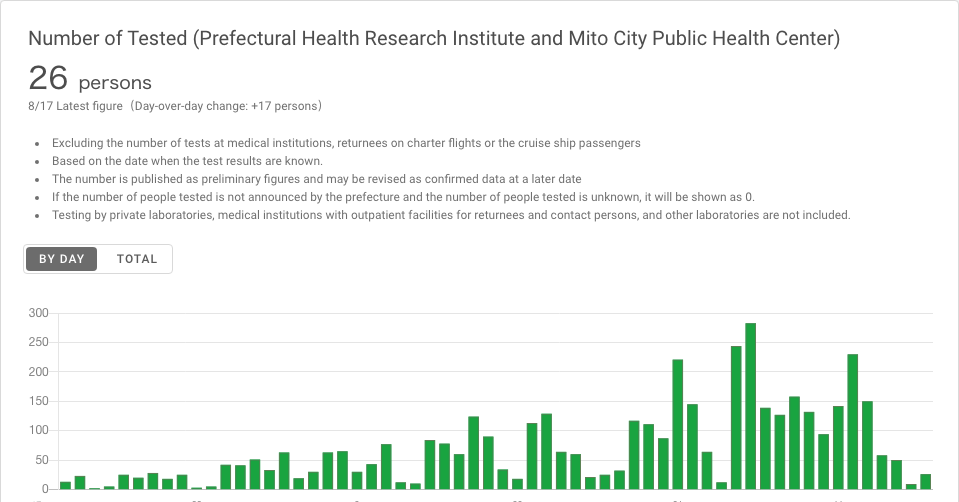 Number of Tested (Prefectural Health Research Institute and Mito City Public Health Center)
26 persons
8/17 Latest figure（Day-over-day change: +17 persons）
• Excluding the number of tests at medical institutions, returnees on charter flights or the cruise ship passengers
• Based on the date when the test results are known.
• The number is published as preliminary figures and may be revised as confirmed data at a later date
• If the number of people tested is not announced by the prefecture and the number of people tested is unknown, it will be shown as 0.
• Testing by private laboratories, medical institutions with outpatient facilities for returnees and contact persons, and other laboratories are not included.
BY DAY TOTAL
300
250
200
150
100
50
0